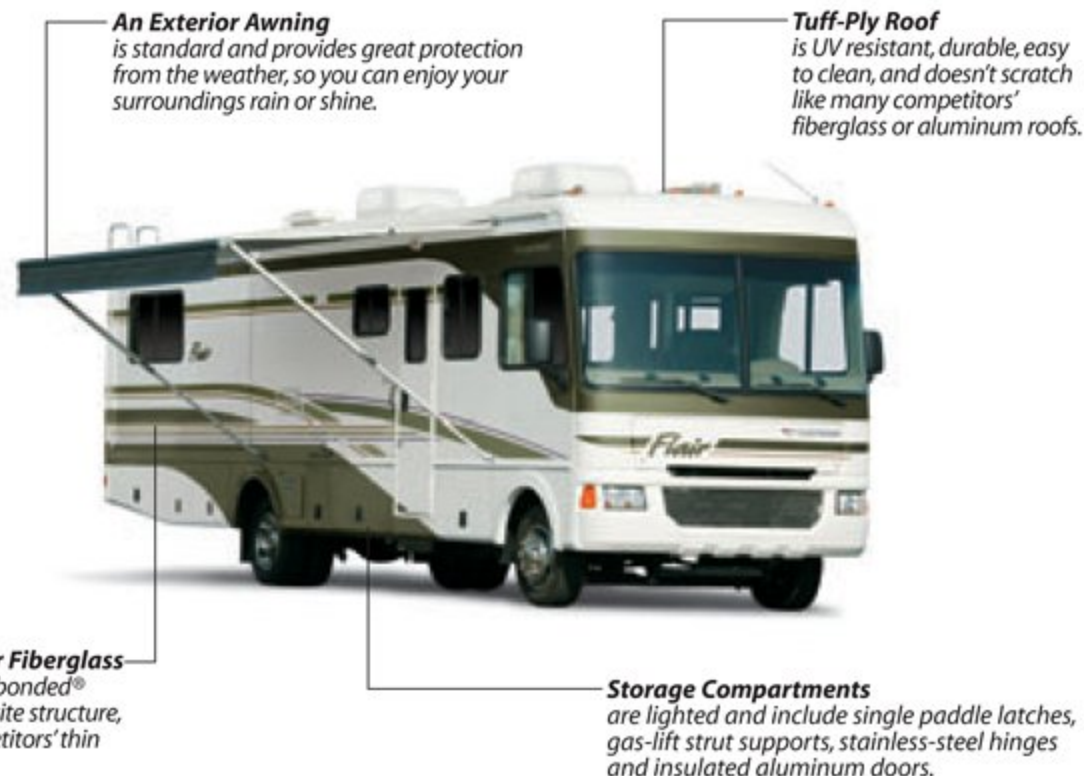 An Exterior Awning
is standard and provides great protection
from the weather, so you can enjoy your
surroundings rain or shine.
Tuff-Ply Roof
is UV resistant, durable, easy
to clean, and doesn't scratch
like many competitors'
fiberglass or aluminum roofs.
Flair
Flair
Fiberglass
bonded®
structure,
thin
Storage Compartments
are lighted and include single paddle latches,
gas-lift strut supports, stainless-steel hinges
and insulated aluminum doors.